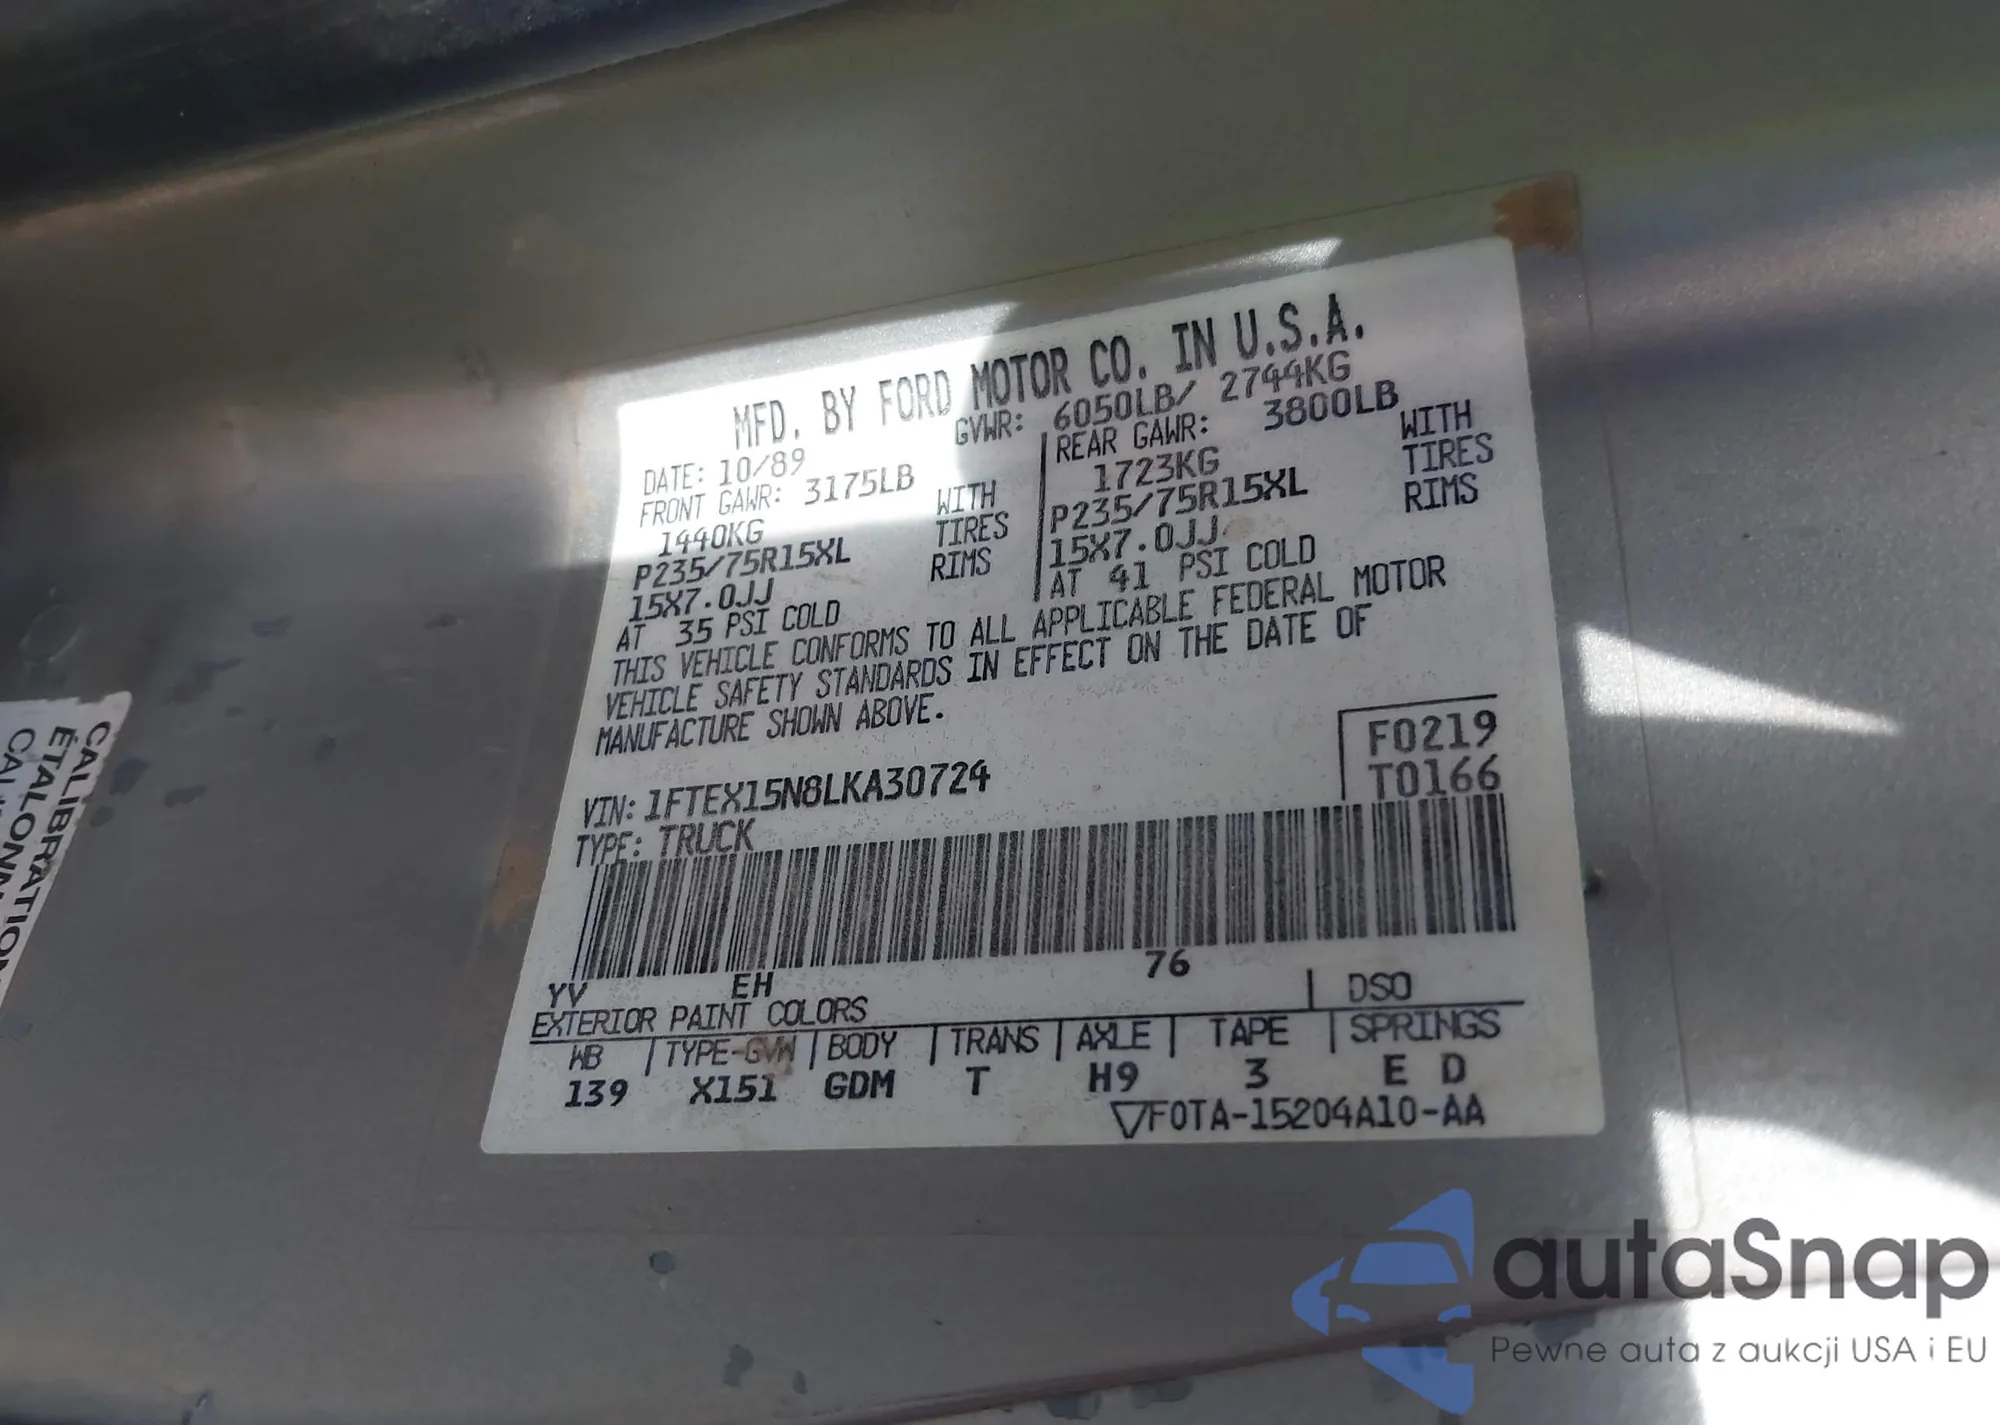 MFD. BY FORD MOTOR CO. IN U.S.A.
DATE: 10/89 GVWR: 6050LB/ 2744KG
FRONT GAWR: 3175LB REAR GAWR: 3800LB
1440KG WITH 1723KG WITH
P235/75R15XL TIRES P235/75R15XL TIRES
15X7.0JJ RIMS 15X7.0JJ RIMS
AT 35 PSI COLD AT 41 PSI COLD
THIS VEHICLE CONFORMS TO ALL APPLICABLE FEDERAL MOTOR
VEHICLE SAFETY STANDARDS IN EFFECT ON THE DATE OF
MANUFACTURE SHOWN ABOVE.
F0219
T0166
VIN: 1FTEX15N8LKA30724
TYPE: TRUCK
YV EH 76
EXTERIOR PAINT COLORS DSO
WB TYPE-GVW BODY TRANS AXLE TAPE SPRINGS
139 X151 GDM T H9 3 E D
F0TA-15204A10-AA
CALIBRATION
ÉTALONN
CAL
autaSnap
Pewne auta z aukcji USA i EU